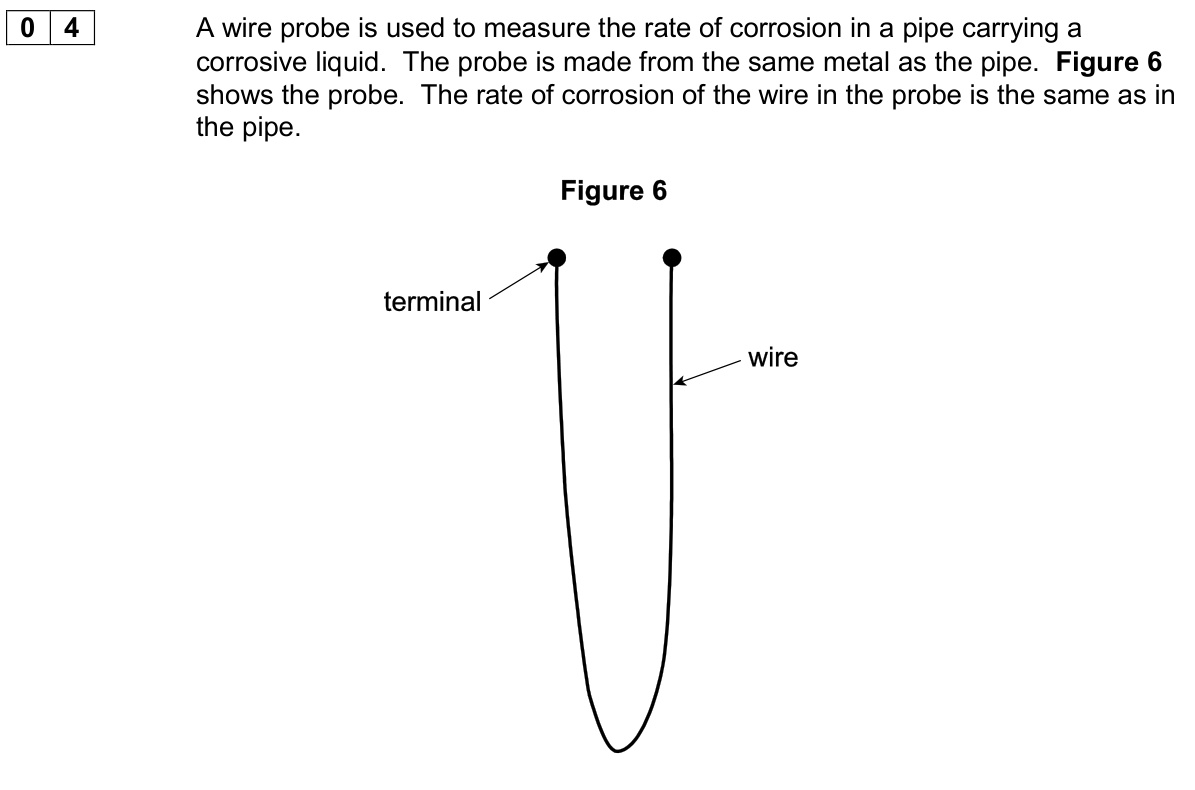 0 4
A wire probe is used to measure the rate of corrosion in a pipe carrying a
corrosive liquid. The probe is made from the same metal as the pipe. Figure 6
shows the probe. The rate of corrosion of the wire in the probe is the same as in
the pipe.
Figure 6
terminal
wire